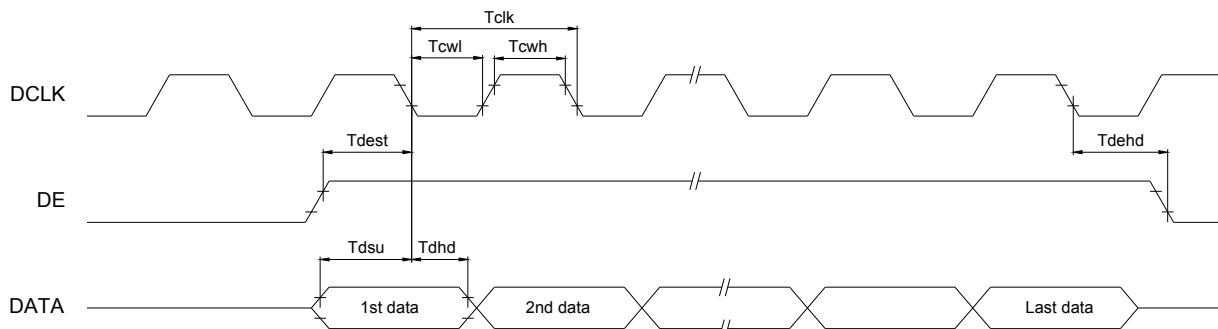 Tclk
Tcwl Tcwh
DCLK
Tdest Tdehd
DE
Tdsu Tdhd
DATA 1st data 2nd data Last data